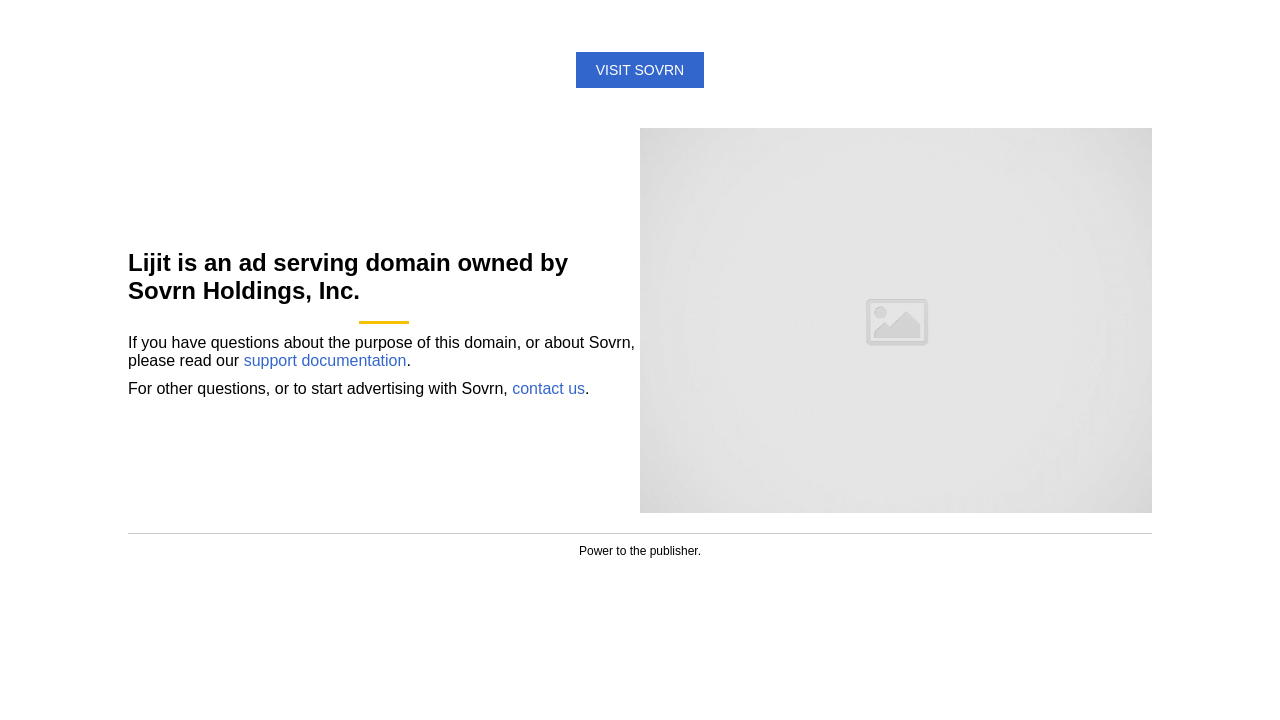 VISIT SOVRN
Lijit is an ad serving domain owned by
Sovrn Holdings, Inc.
If you have questions about the purpose of this domain, or about Sovrn,
please read our support documentation.
For other questions, or to start advertising with Sovrn, contact us.
Power to the publisher.